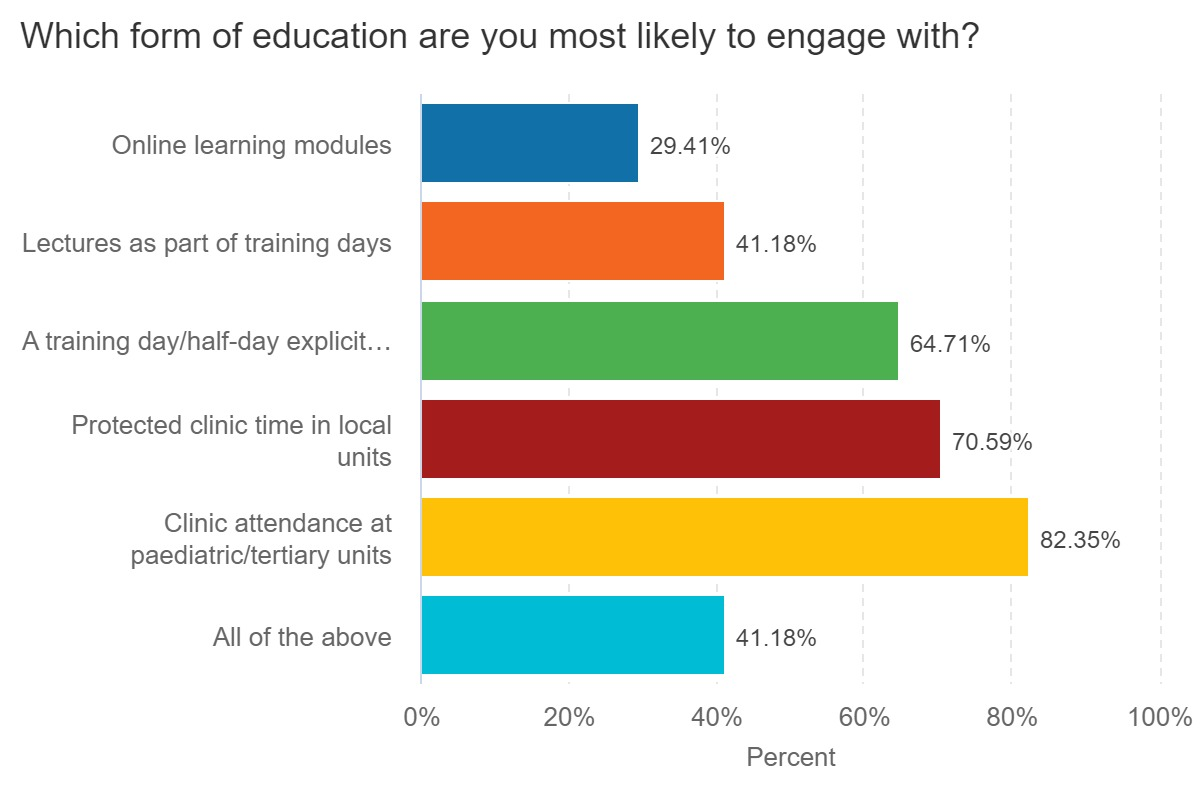 Which form of education are you most likely to engage with?
Online learning modules
29.41%
Lectures as part of training days
41.18%
A training day/half-day explicit…
64.71%
Protected clinic time in local
units
70.59%
Clinic attendance at
paediatric/tertiary units
82.35%
All of the above
41.18%
0% 20% 40% 60% 80% 100%
Percent